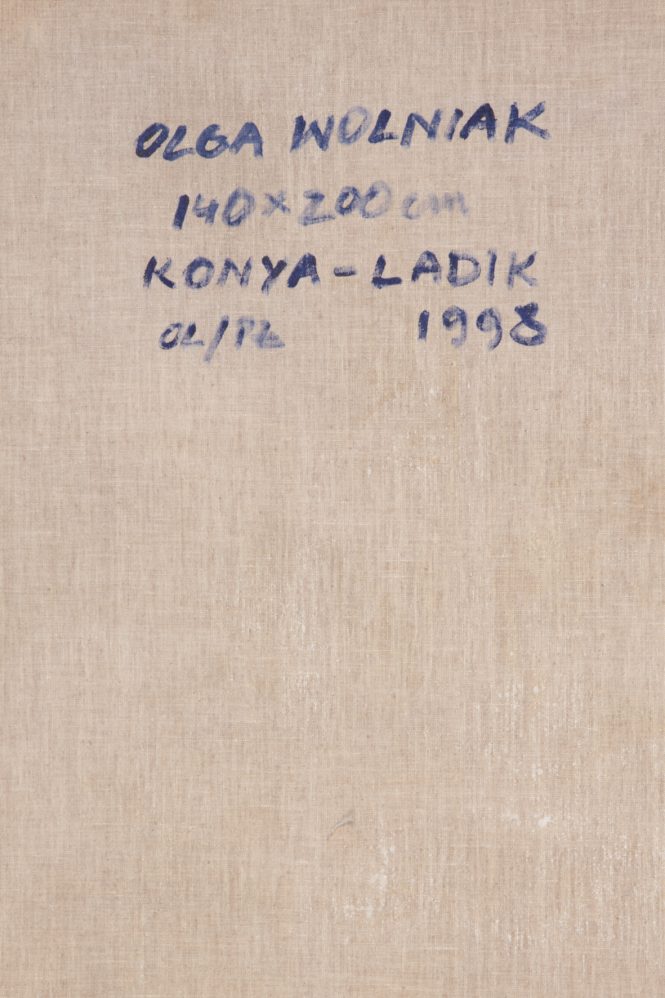 OLGA WOLNIAK
140×200 cm
KONYA-LADIK
OL/PŁ 1998